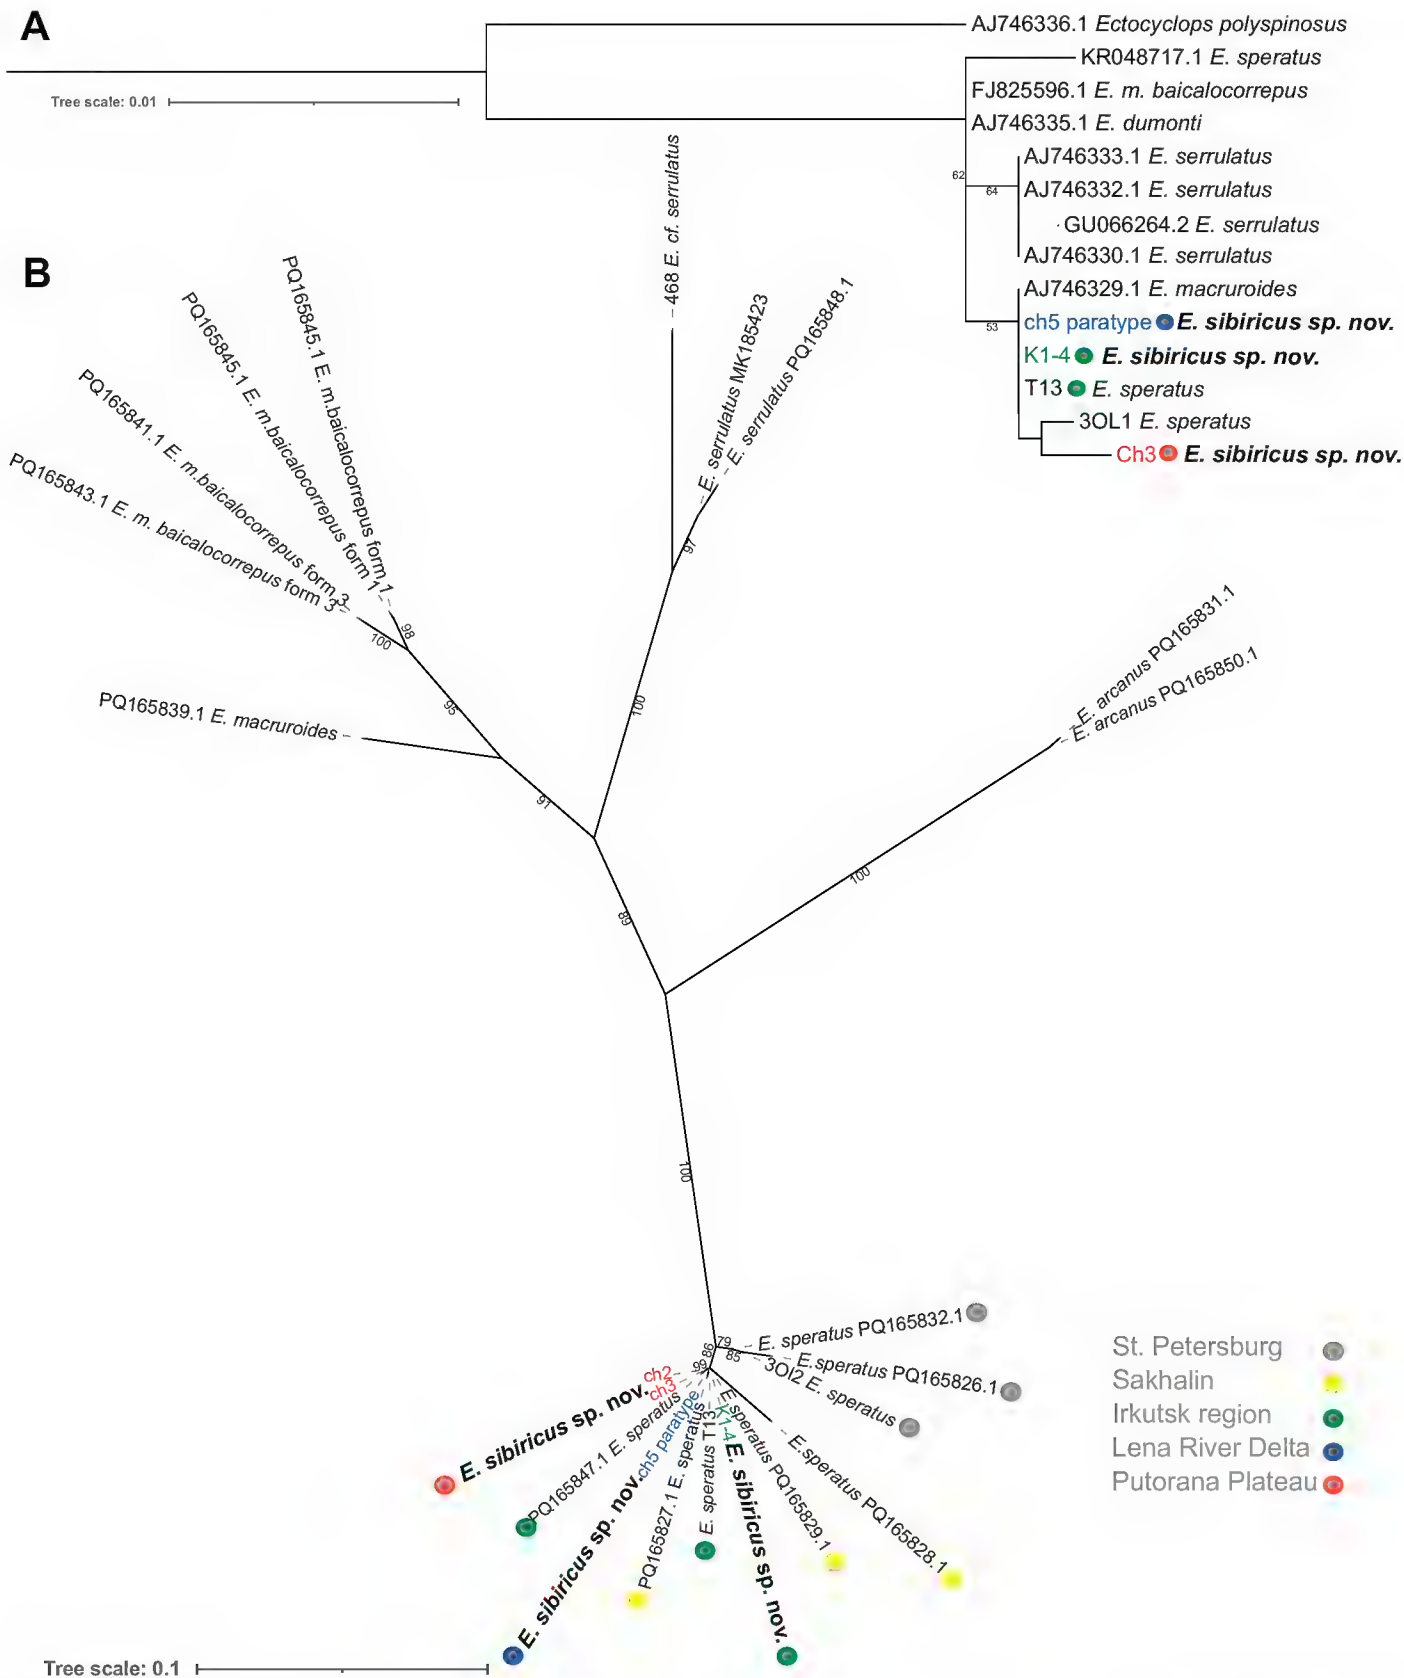 A
AJ746336.1 Ectocyclops polyspinosus
KR048717.1 E. speratus
Tree scale: 0.01
FJ825596.1 E. m. baicalocorrepus
AJ746335.1 E. dumonti
AJ746333.1 E. serrulatus
62
64
AJ746332.1 E. serrulatus
GU066264.2 E. serrulatus
AJ746330.1 E. serrulatus
AJ746329.1 E. macruroides
53
ch5 paratype E. sibiricus sp. nov.
K1-4 E. sibiricus sp. nov.
T13 E. speratus
3OL1 E. speratus
Ch3 E. sibiricus sp. nov.
B
468 E. cf. serrulatus
E. serrulatus MK185423
E. serrulatus PQ165848.1
97
100
PQ165845.1 E. m.baicalocorrepus form 1
PQ165845.1 E. m.baicalocorrepus form 1
PQ165841.1 E. m.baicalocorrepus form 3
PQ165843.1 E. m. baicalocorrepus form 3
98
100
95
PQ165839.1 E. macruroides
91
89
E. arcanus PQ165831.1
E. arcanus PQ165850.1
100
100
79
85
86
99
E. speratus PQ165832.1
E.speratus PQ165826.1
3OI2 E. speratus
E.speratus PQ165828.1
E.speratus PQ165829.1
K1-4 E. sibiricus sp. nov.
E. speratus T13
PQ165827.1 E. speratus
E. sibiricus sp. nov. ch5 paratype
PQ165847.1 E. speratus
E. sibiricus sp. nov. ch2
ch3
St. Petersburg
Sakhalin
Irkutsk region
Lena River Delta
Putorana Plateau
Tree scale: 0.1